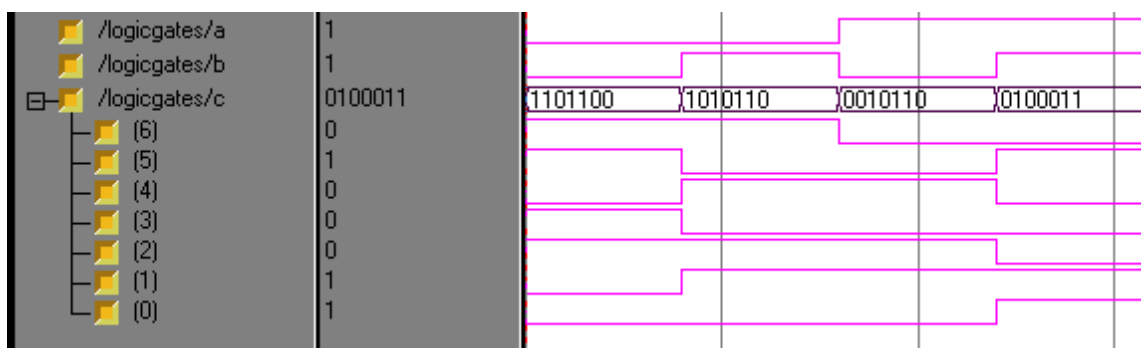 /logicgates/a 1
/logicgates/b 1
/logicgates/c 0100011 1101100 1010110 0010110 0100011
(6) 0
(5) 1
(4) 0
(3) 0
(2) 0
(1) 1
(0) 1